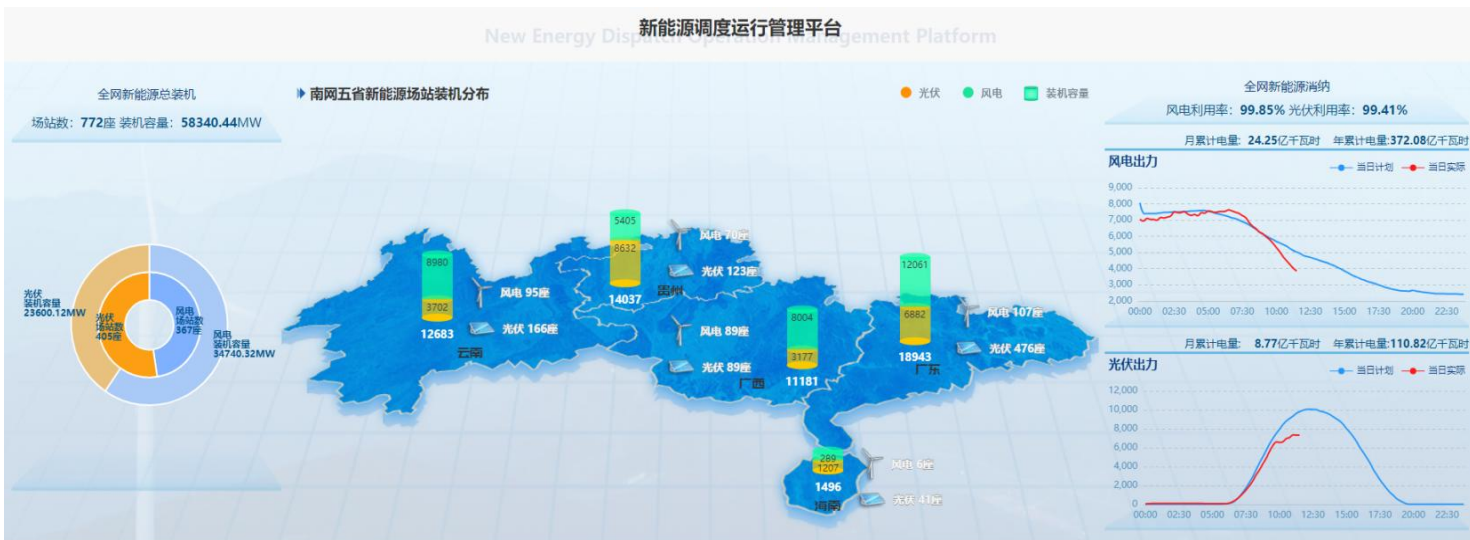 新能源调度运行管理平台
New Energy Dispatch Operation Management Platform
全网新能源总装机
场站数：772座 装机容量：58340.44MW
光伏
装机容量
23600.12MW
光伏
场站数
405座
风电
场站数
367座
风电
装机容量
34740.32MW
南网五省新能源场站装机分布
光伏 风电 装机容量
8980
3702
12683
风电 95座
光伏 166座
云南
5405
8632
14037
风电 70座
光伏 123座
贵州
风电 89座
光伏 89座
8004
3177
11181
广西
12061
6882
18943
风电 107座
光伏 476座
广东
289
1207
1496
风电 6座
光伏 41座
海南
全网新能源消纳
风电利用率：99.85% 光伏利用率：99.41%
月累计电量: 24.25亿千瓦时 年累计电量:372.08亿千瓦时
风电出力
当日计划 当日实际
9,000
8,000
7,000
6,000
5,000
4,000
3,000
2,000
00:00 02:30 05:00 07:30 10:00 12:30 15:00 17:30 20:00 22:30
月累计电量: 8.77亿千瓦时 年累计电量:110.82亿千瓦时
光伏出力
当日计划 当日实际
12,000
10,000
8,000
6,000
4,000
2,000
0
00:00 02:30 05:00 07:30 10:00 12:30 15:00 17:30 20:00 22:30